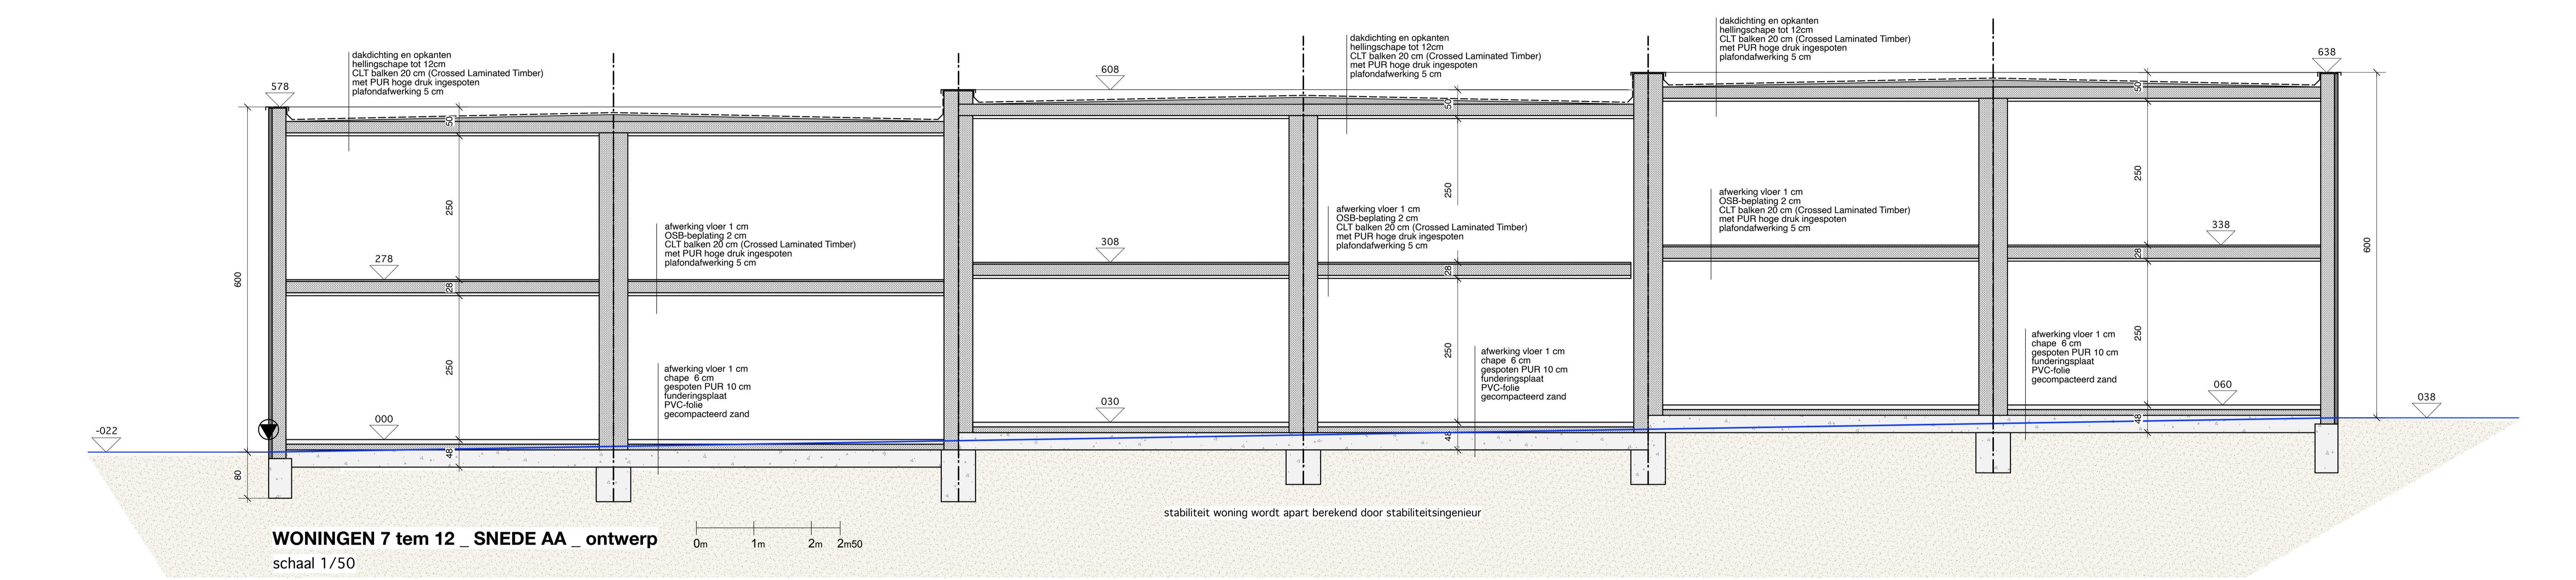 dakdichting en opkanten
hellingschape tot 12cm
CLT balken 20 cm (Crossed Laminated Timber)
met PUR hoge druk ingespoten
plafondafwerking 5 cm
dakdichting en opkanten
hellingschape tot 12cm
CLT balken 20 cm (Crossed Laminated Timber)
met PUR hoge druk ingespoten
plafondafwerking 5 cm
dakdichting en opkanten
hellingschape tot 12cm
CLT balken 20 cm (Crossed Laminated Timber)
met PUR hoge druk ingespoten
plafondafwerking 5 cm
578
608
638
50
50
50
250
250
250
afwerking vloer 1 cm
OSB-beplating 2 cm
CLT balken 20 cm (Crossed Laminated Timber)
met PUR hoge druk ingespoten
plafondafwerking 5 cm
afwerking vloer 1 cm
OSB-beplating 2 cm
CLT balken 20 cm (Crossed Laminated Timber)
met PUR hoge druk ingespoten
plafondafwerking 5 cm
afwerking vloer 1 cm
OSB-beplating 2 cm
CLT balken 20 cm (Crossed Laminated Timber)
met PUR hoge druk ingespoten
plafondafwerking 5 cm
600
278
308
338
600
28
28
28
250
250
250
afwerking vloer 1 cm
chape 6 cm
gespoten PUR 10 cm
funderingsplaat
PVC-folie
gecompacteerd zand
afwerking vloer 1 cm
chape 6 cm
gespoten PUR 10 cm
funderingsplaat
PVC-folie
gecompacteerd zand
afwerking vloer 1 cm
chape 6 cm
gespoten PUR 10 cm
funderingsplaat
PVC-folie
gecompacteerd zand
-022
000
030
060
038
48
48
48
80
stabiliteit woning wordt apart berekend door stabiliteitsingenieur
WONINGEN 7 tem 12 _ SNEDE AA _ ontwerp
schaal 1/50
0m
1m
2m
2m50